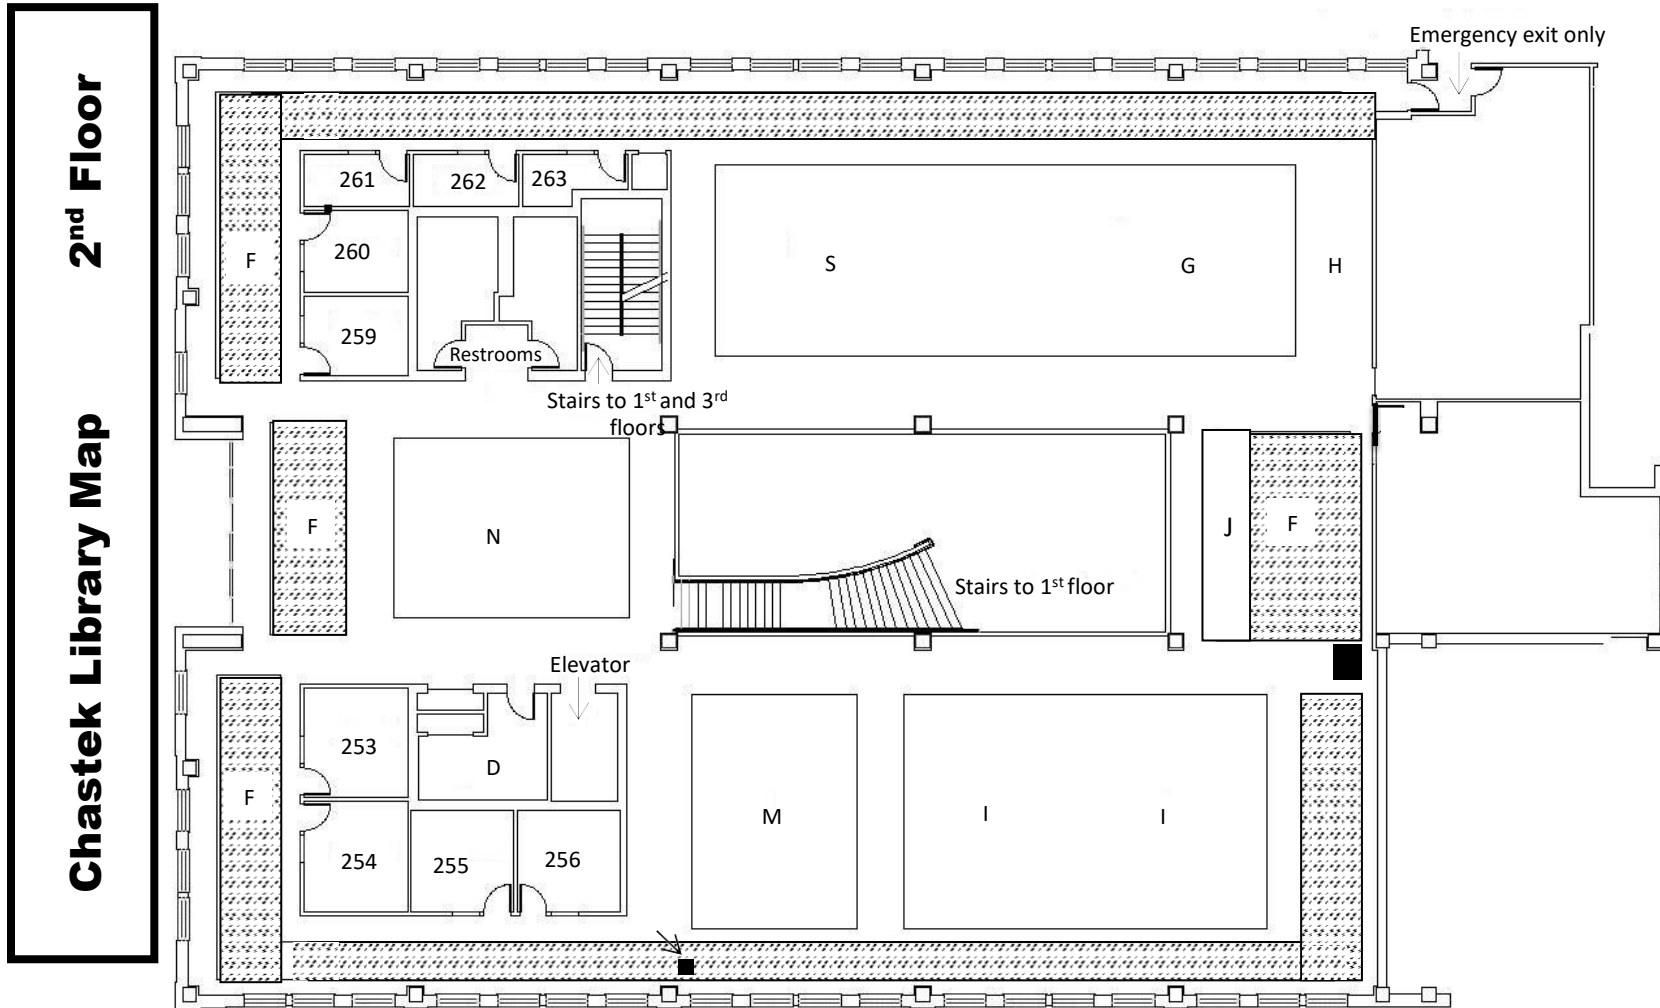 Chastek Library Map 2nd Floor
Emergency exit only
261
262
263
F
260
S
G
H
259
Restrooms
Stairs to 1st and 3rd
floors
F
N
J
F
Stairs to 1st floor
Elevator
253
D
F
M
I
I
254
255
256